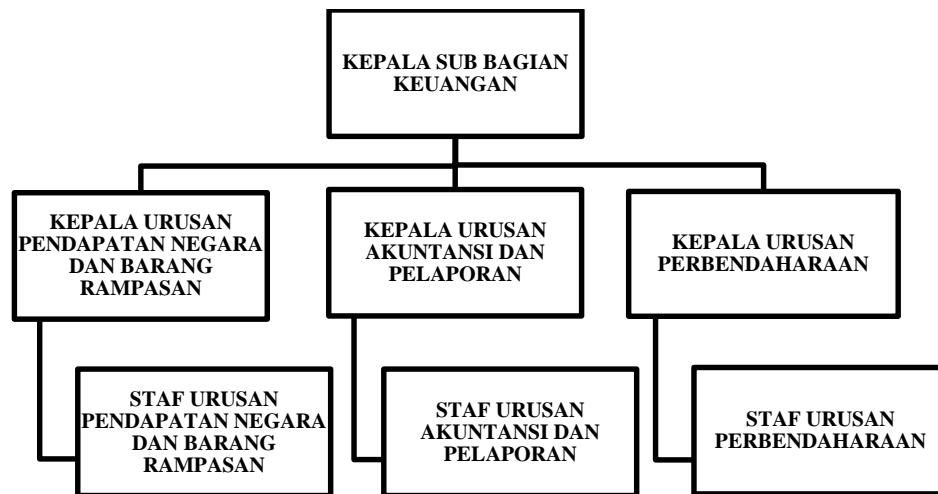 KEPALA SUB BAGIAN
KEUANGAN
KEPALA URUSAN
PENDAPATAN NEGARA
DAN BARANG
RAMPASAN
KEPALA URUSAN
AKUNTANSI DAN
PELAPORAN
KEPALA URUSAN
PERBENDAHARAAN
STAF URUSAN
PENDAPATAN NEGARA
DAN BARANG
RAMPASAN
STAF URUSAN
AKUNTANSI DAN
PELAPORAN
STAF URUSAN
PERBENDAHARAAN